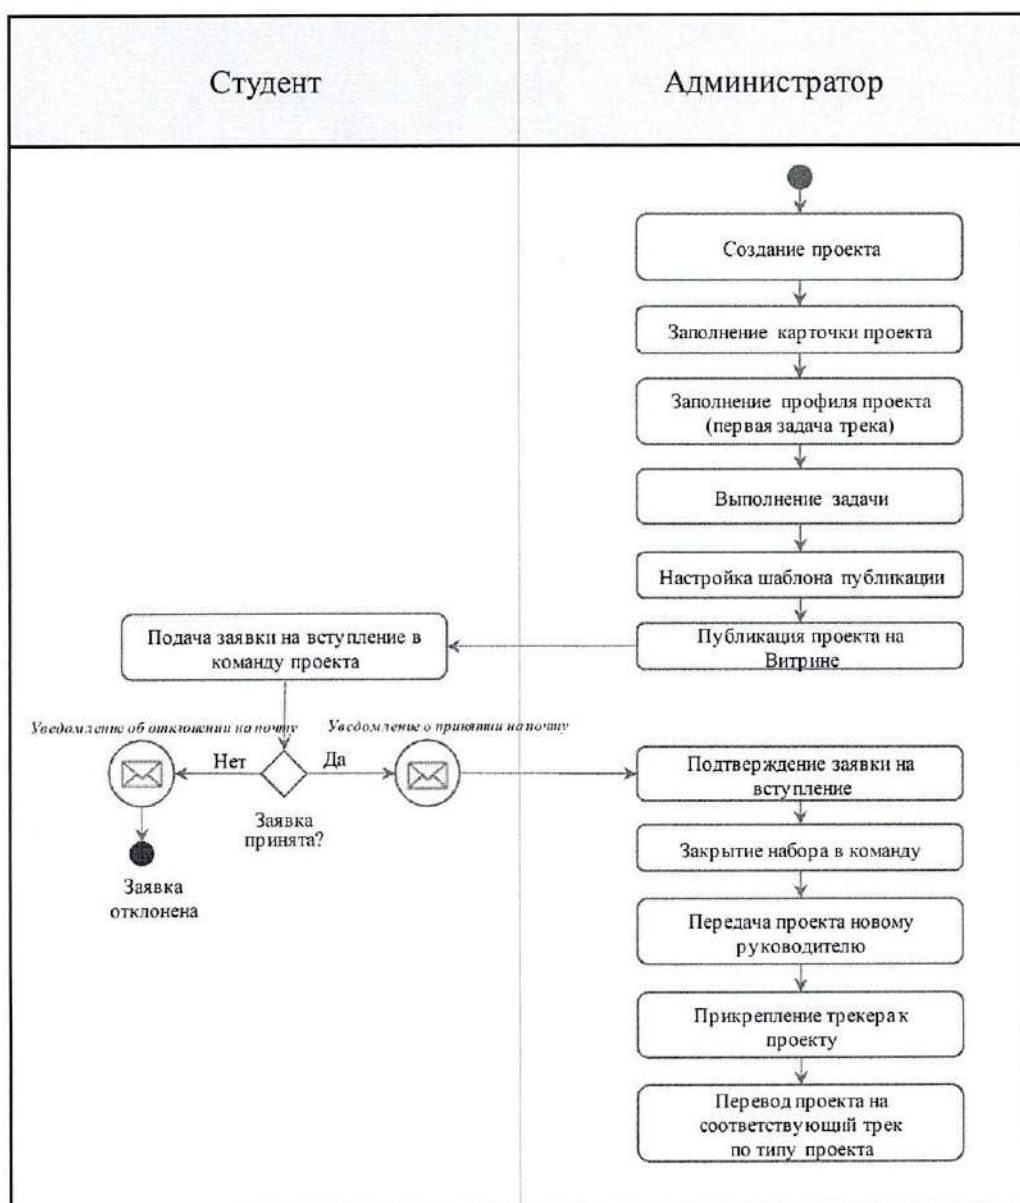 Студент
Администратор
Создание проекта
Заполнение карточки проекта
Заполнение профиля проекта
(первая задача трека)
Выполнение задачи
Настройка шаблона публикации
Публикация проекта на
Витрине
Подача заявки на вступление в
команду проекта
Уведомление об отклонении на почту
Уведомление о принятии на почту
Нет
Да
Заявка
принята?
Заявка
отклонена
Подтверждение заявки на
вступление
Закрытие набора в команду
Передача проекта новому
руководителю
Прикрепление трекера к
проекту
Перевод проекта на
соответствующий трек
по типу проекта